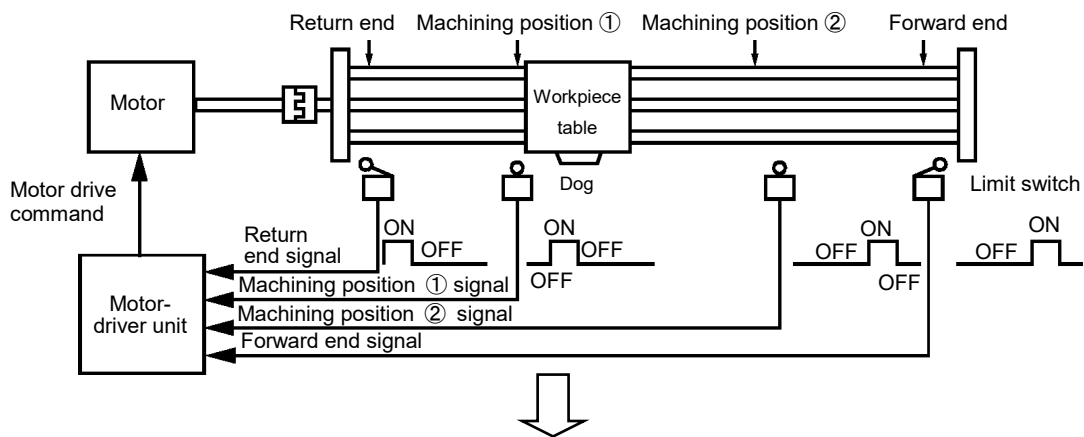 Return end
Machining position ①
Machining position ②
Forward end
Motor
Workpiece
table
Dog
Limit switch
Motor drive
command
ON
OFF
ON
OFF
OFF
ON
OFF
OFF
ON
OFF
Return
end signal
Machining position ① signal
Machining position ② signal
Forward end signal
Motor-
driver unit